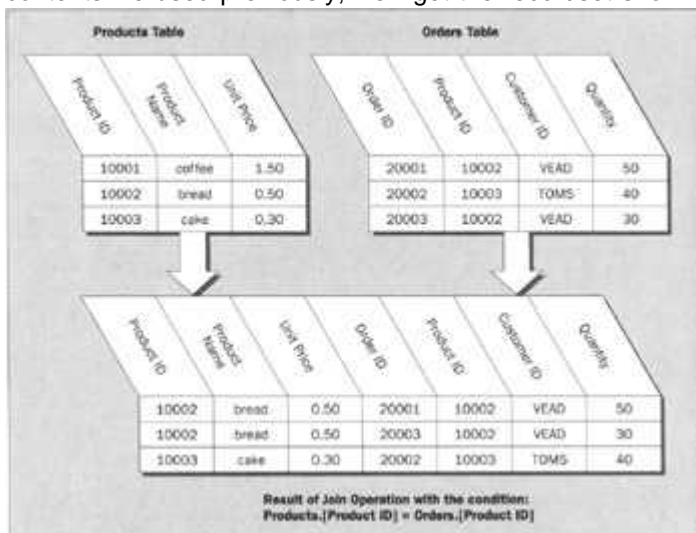 Products Table
Orders Table
Product ID
Product
Name
Unit Price
Order ID
Product ID
Customer ID
Quantity
10001 coffee 1.50
10002 bread 0.50
10003 cake 0.30
20001 10002 VEAD 50
20002 10003 TOMS 40
20003 10002 VEAD 30
Product ID
Product
Name
Unit Price
Order ID
Product ID
Customer ID
Quantity
10002 bread 0.50 20001 10002 VEAD 50
10002 bread 0.50 20003 10002 VEAD 30
10003 cake 0.30 20002 10003 TOMS 40
Result of Join Operation with the condition:
Products.[Product ID] = Orders.[Product ID]